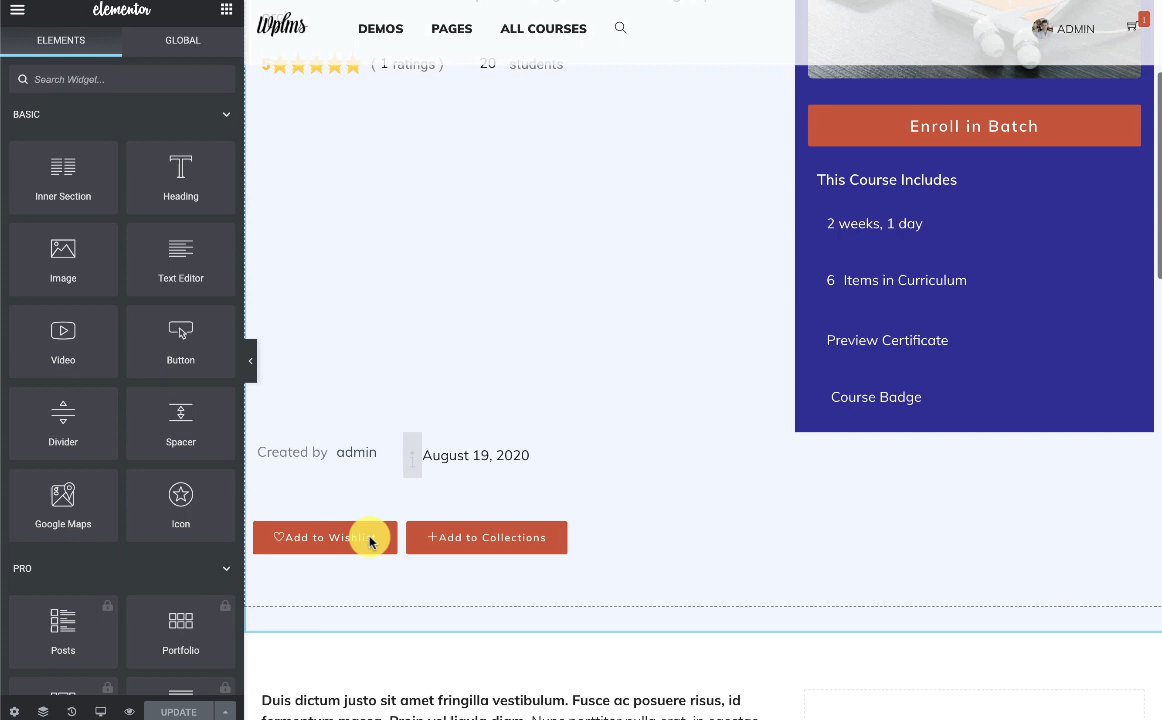 elementor
ELEMENTS GLOBAL
Search Widget...
BASIC
Inner Section Heading
Image Text Editor
Video Button
Divider Spacer
Google Maps Icon
PRO
Posts Portfolio
UPDATE
Wplms
DEMOS PAGES ALL COURSES
ADMIN
1
5 ( 1 ratings ) 20 students
Enroll in Batch
This Course Includes
2 weeks, 1 day
6 Items in Curriculum
Preview Certificate
Course Badge
Created by admin August 19, 2020
Add to Wishlist Add to Collections
Duis dictum justo sit amet fringilla vestibulum. Fusce ac posuere risus, id